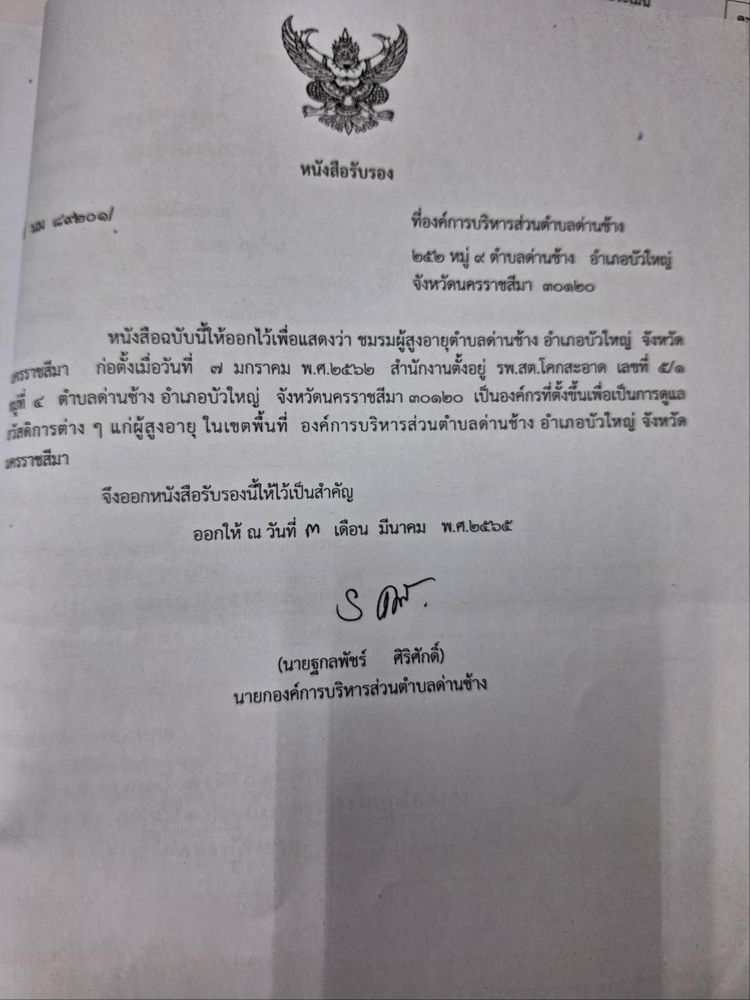 หนังสือรับรอง
นม ๘๙๒๐๑/
ที่องค์การบริหารส่วนตำบลด่านช้าง
๒๕๒ หมู่ ๙ ตำบลด่านช้าง อำเภอบัวใหญ่
จังหวัดนครราชสีมา ๓๐๑๒๐
หนังสือฉบับนี้ให้ออกไว้เพื่อแสดงว่า ชมรมผู้สูงอายุตำบลด่านช้าง อำเภอบัวใหญ่ จังหวัด
ครราชสีมา ก่อตั้งเมื่อวันที่ ๗ มกราคม พ.ศ.๒๕๖๒ สำนักงานตั้งอยู่ รพ.สต.โคกสะอาด เลขที่ ๕/๑
มู่ที่ ๔ ตำบลด่านช้าง อำเภอบัวใหญ่ จังหวัดนครราชสีมา ๓๐๑๒๐ เป็นองค์กรที่ตั้งขึ้นเพื่อเป็นการดูแล
วัสดิการต่าง ๆ แก่ผู้สูงอายุ ในเขตพื้นที่ องค์การบริหารส่วนตำบลด่านช้าง อำเภอบัวใหญ่ จังหวัด
ครราชสีมา
จึงออกหนังสือรับรองนี้ให้ไว้เป็นสำคัญ
ออกให้ ณ วันที่ ๓ เดือน มีนาคม พ.ศ.๒๕๖๕
(นายฐกลพัชร์ ศิริศักดิ์)
นายกองค์การบริหารส่วนตำบลด่านช้าง